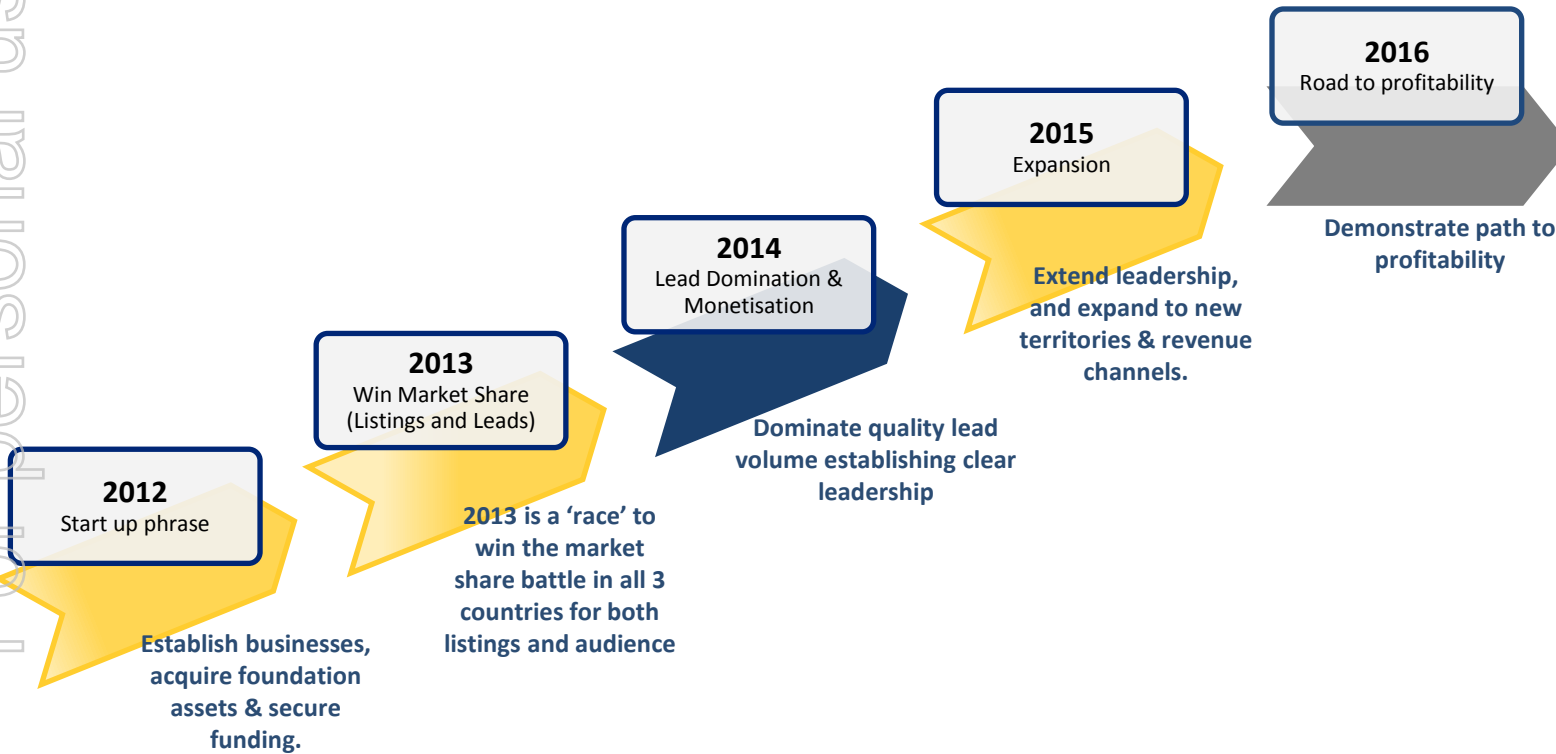 For personal us
2012
Start up phrase
Establish businesses,
acquire foundation
assets & secure
funding.
2013
Win Market Share
(Listings and Leads)
2013 is a ‘race’ to
win the market
share battle in all 3
countries for both
listings and audience
2014
Lead Domination &
Monetisation
Dominate quality lead
volume establishing clear
leadership
2015
Expansion
Extend leadership,
and expand to new
territories & revenue
channels.
2016
Road to profitability
Demonstrate path to
profitability